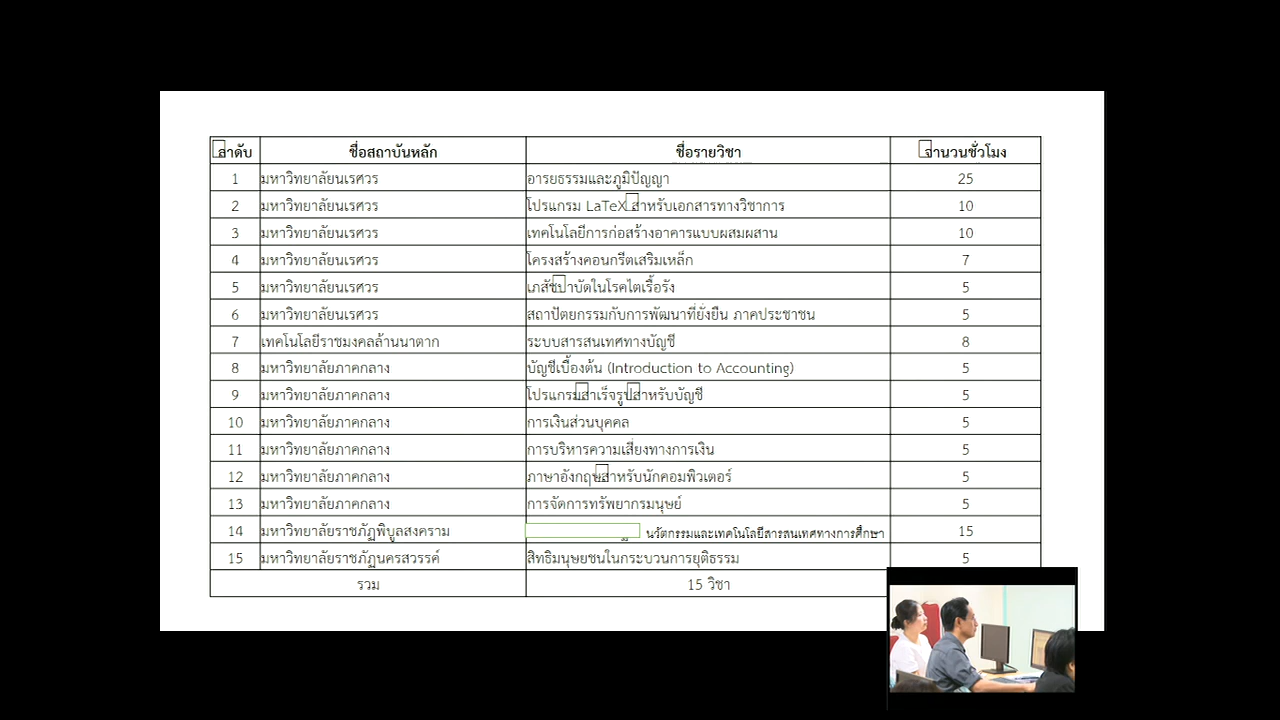 ลำดับ ชื่อสถาบันหลัก ชื่อรายวิชา จำนวนชั่วโมง
1 มหาวิทยาลัยนเรศวร อารยธรรมและภูมิปัญญา 25
2 มหาวิทยาลัยนเรศวร โปรแกรม LaTeX สำหรับเอกสารทางวิชาการ 10
3 มหาวิทยาลัยนเรศวร เทคโนโลยีการก่อสร้างอาคารแบบผสมผสาน 10
4 มหาวิทยาลัยนเรศวร โครงสร้างคอนกรีตเสริมเหล็ก 7
5 มหาวิทยาลัยนเรศวร เภสัชบำบัดในโรคไตเรื้อรัง 5
6 มหาวิทยาลัยนเรศวร สถาปัตยกรรมกับการพัฒนาที่ยั่งยืน ภาคประชาชน 5
7 เทคโนโลยีราชมงคลล้านนาตาก ระบบสารสนเทศทางบัญชี 8
8 มหาวิทยาลัยภาคกลาง บัญชีเบื้องต้น (Introduction to Accounting) 5
9 มหาวิทยาลัยภาคกลาง โปรแกรมสำเร็จรูปสำหรับบัญชี 5
10 มหาวิทยาลัยภาคกลาง การเงินส่วนบุคคล 5
11 มหาวิทยาลัยภาคกลาง การบริหารความเสี่ยงทางการเงิน 5
12 มหาวิทยาลัยภาคกลาง ภาษาอังกฤษสำหรับนักคอมพิวเตอร์ 5
13 มหาวิทยาลัยภาคกลาง การจัดการทรัพยากรมนุษย์ 5
14 มหาวิทยาลัยราชภัฏพิบูลสงคราม นวัตกรรมและเทคโนโลยีสารสนเทศทางการศึกษา 15
15 มหาวิทยาลัยราชภัฏนครสวรรค์ สิทธิมนุษยชนในกระบวนการยุติธรรม 5
รวม 15 วิชา